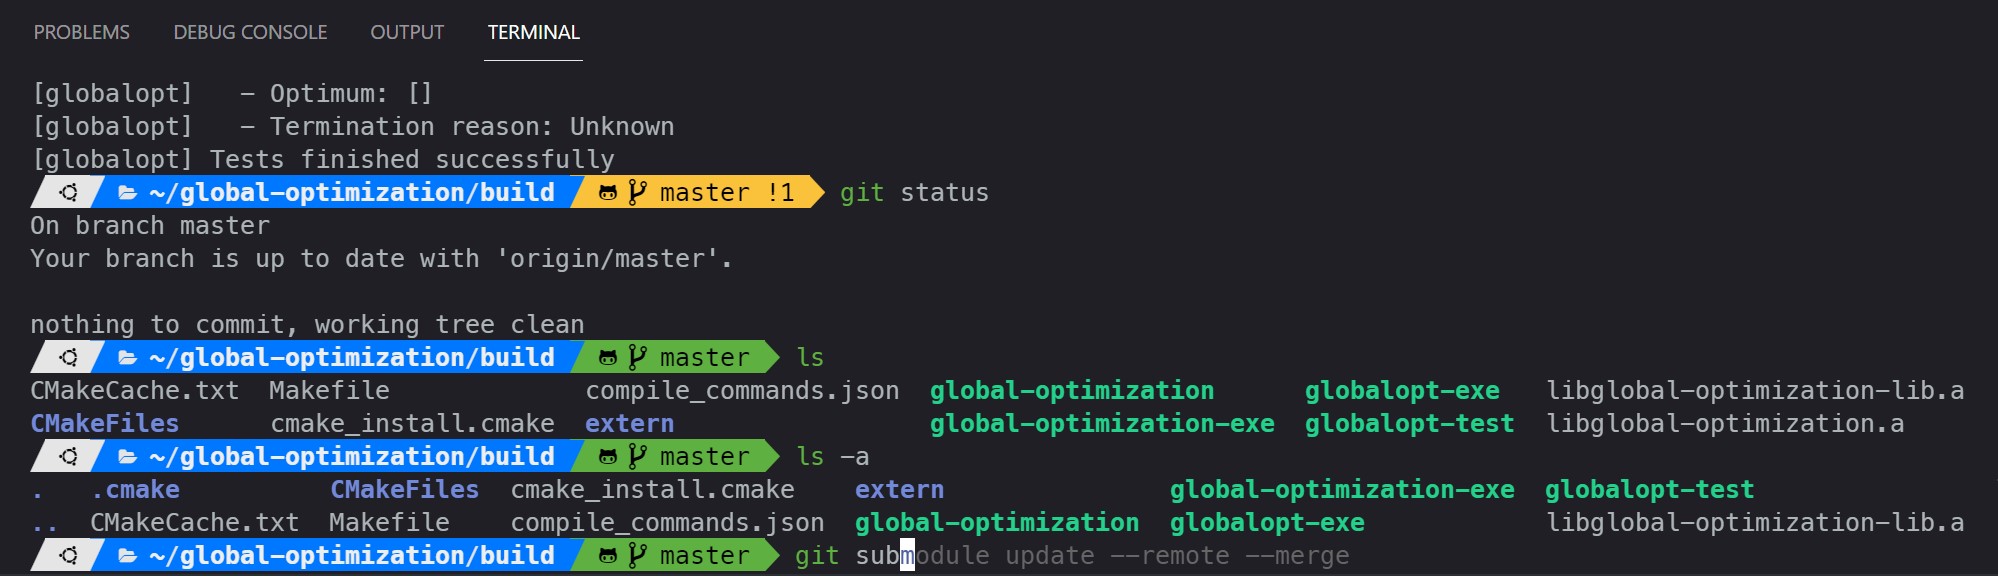 PROBLEMS DEBUG CONSOLE OUTPUT TERMINAL
[globalopt]   - Optimum: []
[globalopt]   - Termination reason: Unknown
[globalopt] Tests finished successfully
~/global-optimization/build master !1 git status
On branch master
Your branch is up to date with 'origin/master'.
nothing to commit, working tree clean
~/global-optimization/build master ls
CMakeCache.txt  Makefile  compile_commands.json  global-optimization  globalopt-exe  libglobal-optimization-lib.a
CMakeFiles  cmake_install.cmake  extern  global-optimization-exe  globalopt-test  libglobal-optimization.a
~/global-optimization/build master ls -a
.  .cmake  CMakeFiles  cmake_install.cmake  extern  global-optimization-exe  globalopt-test
..  CMakeCache.txt  Makefile  compile_commands.json  global-optimization  globalopt-exe  libglobal-optimization-lib.a
~/global-optimization/build master git submodule update --remote --merge